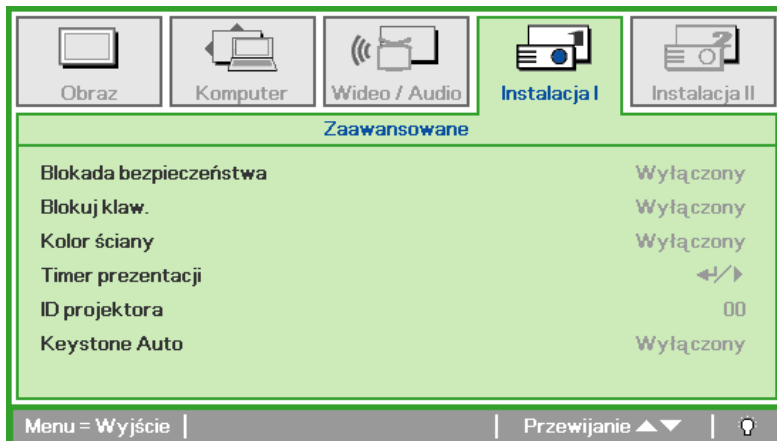 Obraz
Komputer
Wideo / Audio
Instalacja I
Instalacja II
Zaawansowane
Blokada bezpieczeństwa Wyłączony
Blokuj klaw. Wyłączony
Kolor ściany Wyłączony
Timer prezentacji
ID projektora 00
Keystone Auto Wyłączony
Menu = Wyjście | | Przewijanie ▲▼ |